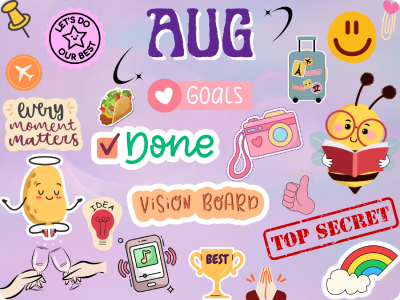 LET'S DO
OUR BEST
AUG
GOALS
every
moment
matters
Done
IDEA
VISION BOARD
TOP SECRET
BEST